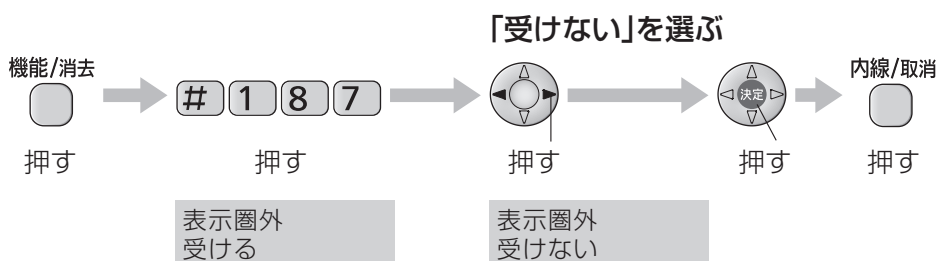 「受けない」を選ぶ
機能/消去
内線/取消
# 1 8 7
決定
押す
押す
押す
押す
押す
表示圏外
受ける
表示圏外
受けない